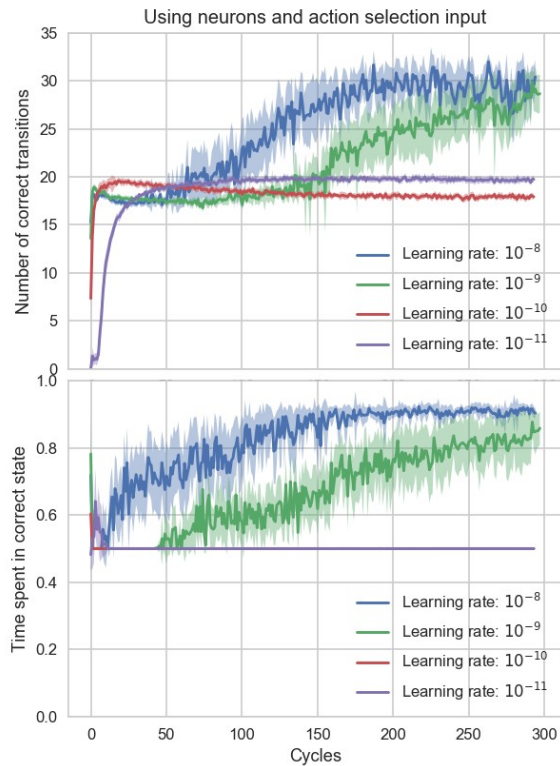 Using neurons and action selection input
Number of correct transitions
35
30
25
20
15
10
5
0
Learning rate: 10⁻⁸
Learning rate: 10⁻⁹
Learning rate: 10⁻¹⁰
Learning rate: 10⁻¹¹
Time spent in correct state
1.0
0.8
0.6
0.4
0.2
0.0
Learning rate: 10⁻⁸
Learning rate: 10⁻⁹
Learning rate: 10⁻¹⁰
Learning rate: 10⁻¹¹
0 50 100 150 200 250 300
Cycles